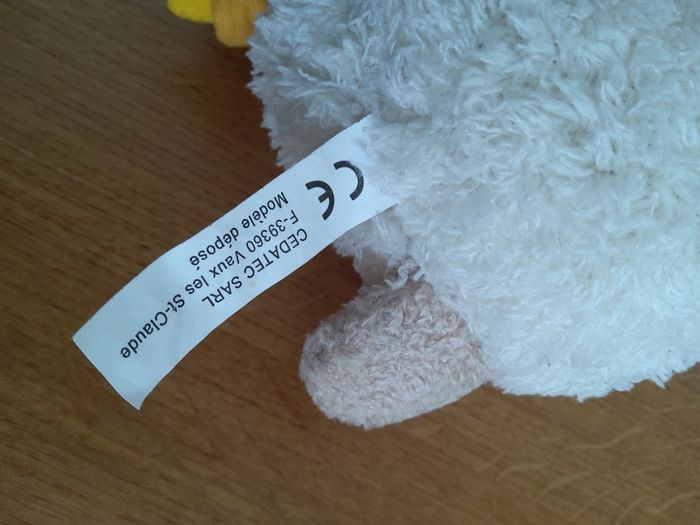 CE
CEDATEC SARL
F-39360 Vaux les St-Claude
Modèle déposé